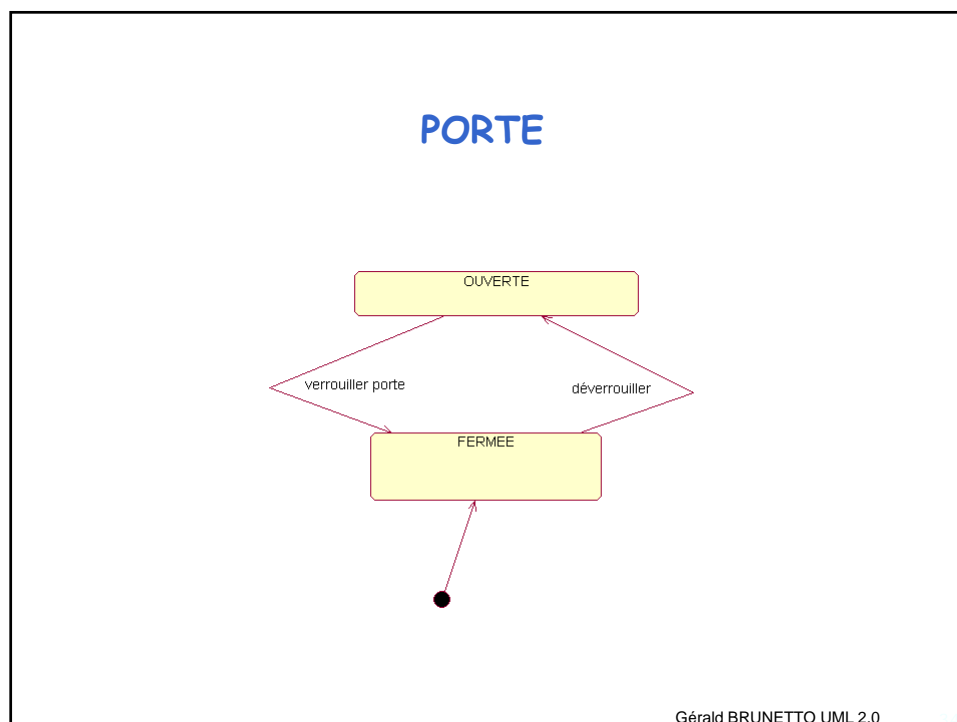 PORTE
OUVERTE
verrouiller porte
déverrouiller
FERMEE
Gérald BRUNETTO UML 2.0